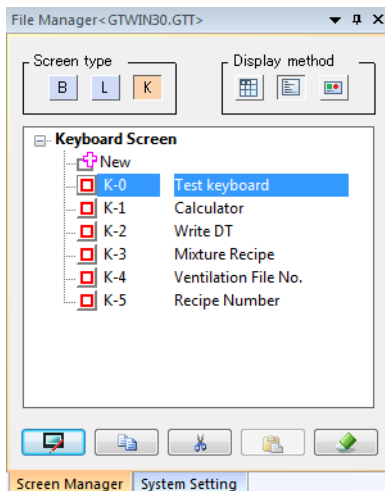 File Manager<GTWIN30.GTT>
Screen type Display method
B L K
Keyboard Screen
New
K-0 Test keyboard
K-1 Calculator
K-2 Write DT
K-3 Mixture Recipe
K-4 Ventilation File No.
K-5 Recipe Number
Screen Manager System Setting